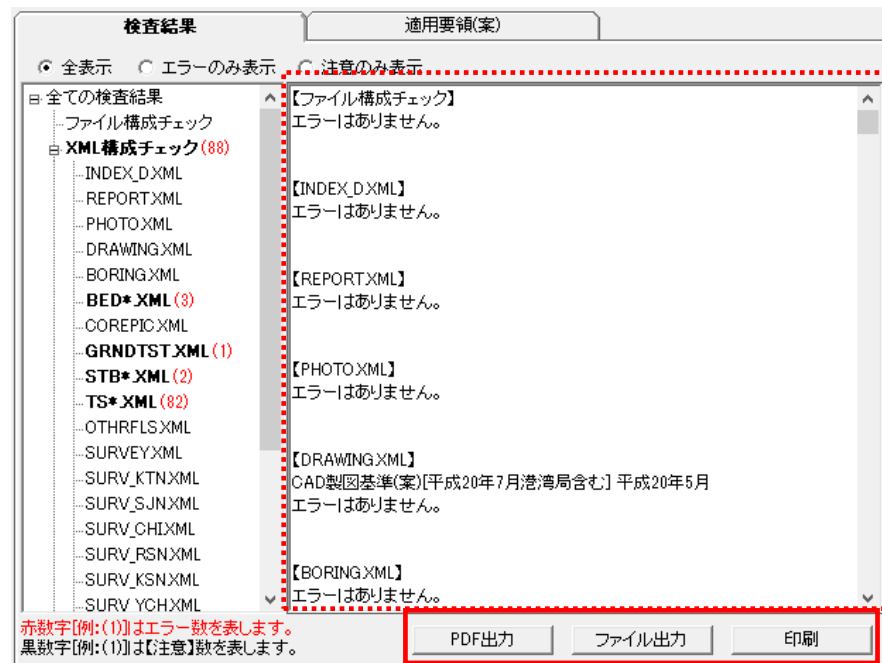 検査結果
適用要領(案)
全表示
エラーのみ表示
注意のみ表示
全ての検査結果
ファイル構成チェック
XML構成チェック(88)
INDEX_D.XML
REPORT.XML
PHOTO.XML
DRAWING.XML
BORING.XML
BED*.XML(3)
COREPIC.XML
GRNDTST.XML(1)
STB*.XML(2)
TS*.XML(82)
OTHRFLS.XML
SURVEY.XML
SURV_KTN.XML
SURV_SJN.XML
SURV_CHI.XML
SURV_RSN.XML
SURV_KSN.XML
SURV_YCH.XML
【ファイル構成チェック】
エラーはありません。
【INDEX_D.XML】
エラーはありません。
【REPORT.XML】
エラーはありません。
【PHOTO.XML】
エラーはありません。
【DRAWING.XML】
CAD製図基準(案)[平成20年7月港湾局含む] 平成20年5月
エラーはありません。
【BORING.XML】
エラーはありません。
赤数字[例:(1)]はエラー数を表します。
黒数字[例:(1)]は【注意】数を表します。
PDF出力
ファイル出力
印刷